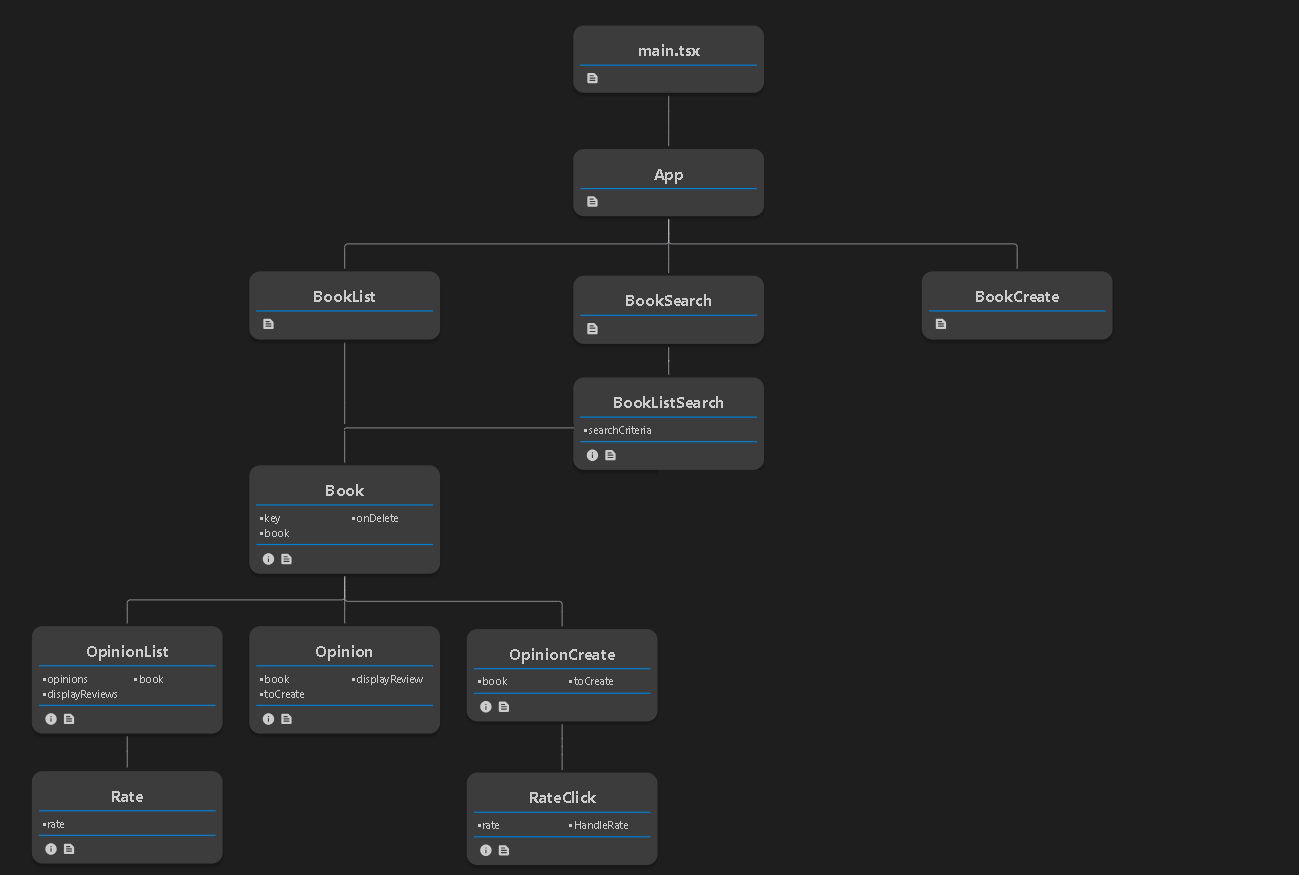 main.tsx
App
BookList
BookSearch
BookCreate
BookListSearch
▪searchCriteria
Book
▪key ▪onDelete
▪book
OpinionList
▪opinions ▪book
▪displayReviews
Opinion
▪book ▪displayReview
▪toCreate
OpinionCreate
▪book ▪toCreate
Rate
▪rate
RateClick
▪rate ▪HandleRate